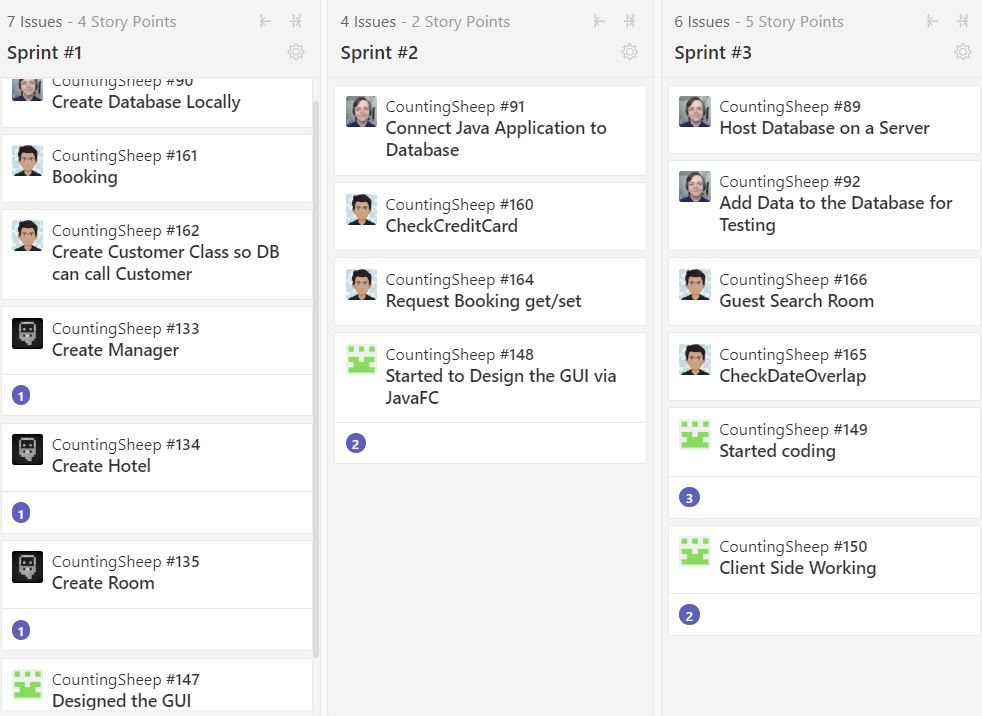 7 Issues - 4 Story Points
Sprint #1
CountingSheep #90
Create Database Locally
CountingSheep #161
Booking
CountingSheep #162
Create Customer Class so DB
can call Customer
CountingSheep #133
Create Manager
1
CountingSheep #134
Create Hotel
1
CountingSheep #135
Create Room
1
CountingSheep #147
Designed the GUI
4 Issues - 2 Story Points
Sprint #2
CountingSheep #91
Connect Java Application to
Database
CountingSheep #160
CheckCreditCard
CountingSheep #164
Request Booking get/set
CountingSheep #148
Started to Design the GUI via
JavaFC
2
6 Issues - 5 Story Points
Sprint #3
CountingSheep #89
Host Database on a Server
CountingSheep #92
Add Data to the Database for
Testing
CountingSheep #166
Guest Search Room
CountingSheep #165
CheckDateOverlap
CountingSheep #149
Started coding
3
CountingSheep #150
Client Side Working
2